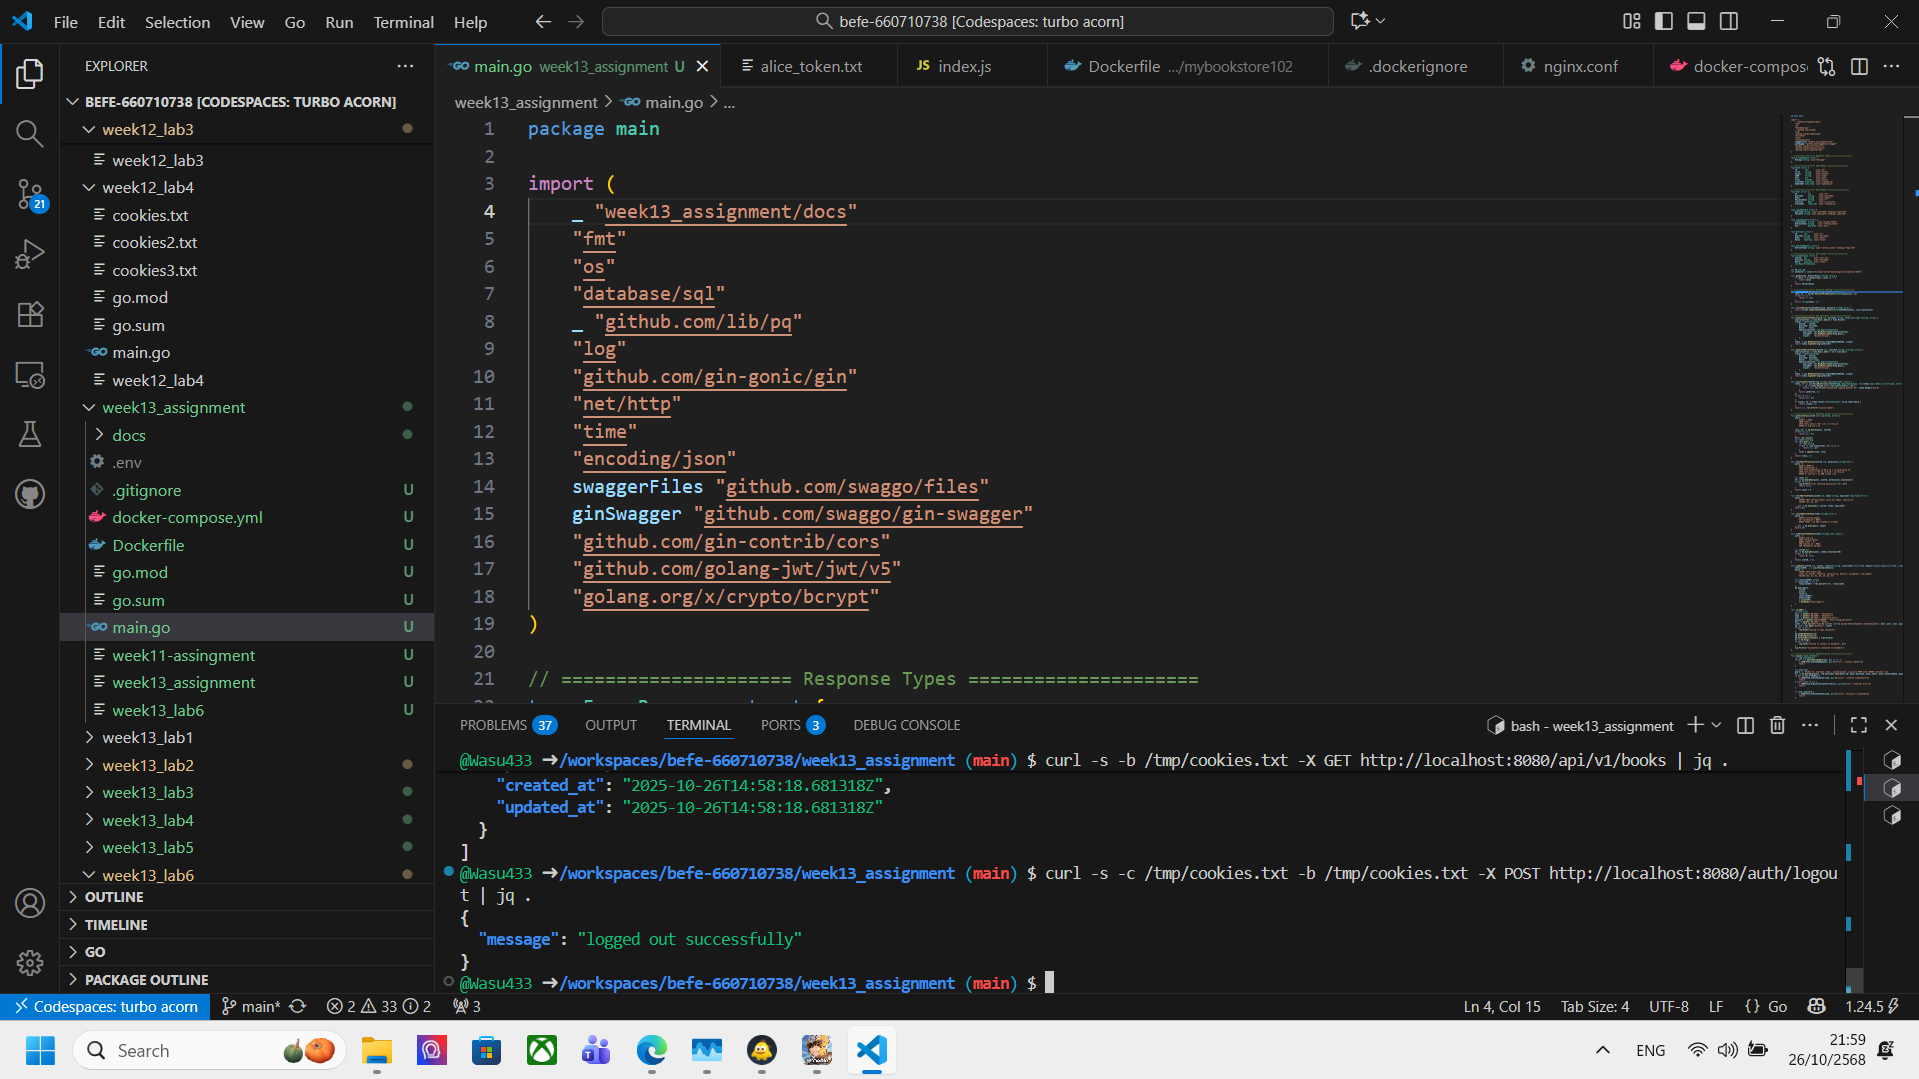 File Edit Selection View Go Run Terminal Help
befe-660710738 [Codespaces: turbo acorn]
EXPLORER
BEFE-660710738 [CODESPACES: TURBO ACORN]
week12_lab3
week12_lab3
week12_lab4
cookies.txt
cookies2.txt
cookies3.txt
go.mod
go.sum
main.go
week12_lab4
week13_assignment
docs
.env
.gitignore U
docker-compose.yml U
Dockerfile U
go.mod U
go.sum U
main.go U
week11-assingment U
week13_assignment U
week13_lab6 U
week13_lab1
week13_lab2
week13_lab3
week13_lab4
week13_lab5
week13_lab6
OUTLINE
TIMELINE
GO
PACKAGE OUTLINE
21
main.go week13_assignment U
alice_token.txt
JS index.js
Dockerfile .../mybookstore102
.dockerignore
nginx.conf
docker-compos
week13_assignment > main.go > ...
1 package main
2
3 import (
4 _ "week13_assignment/docs"
5 "fmt"
6 "os"
7 "database/sql"
8 _ "github.com/lib/pq"
9 "log"
10 "github.com/gin-gonic/gin"
11 "net/http"
12 "time"
13 "encoding/json"
14 swaggerFiles "github.com/swaggo/files"
15 ginSwagger "github.com/swaggo/gin-swagger"
16 "github.com/gin-contrib/cors"
17 "github.com/golang-jwt/jwt/v5"
18 "golang.org/x/crypto/bcrypt"
19 )
20
21 // ===================== Response Types =====================
PROBLEMS 37 OUTPUT TERMINAL PORTS 3 DEBUG CONSOLE
bash - week13_assignment
@Wasu433 ➜/workspaces/befe-660710738/week13_assignment (main) $ curl -s -b /tmp/cookies.txt -X GET http://localhost:8080/api/v1/books | jq .
"created_at": "2025-10-26T14:58:18.681318Z",
"updated_at": "2025-10-26T14:58:18.681318Z"
}
]
@Wasu433 ➜/workspaces/befe-660710738/week13_assignment (main) $ curl -s -c /tmp/cookies.txt -b /tmp/cookies.txt -X POST http://localhost:8080/auth/logou
t | jq .
{
"message": "logged out successfully"
}
@Wasu433 ➜/workspaces/befe-660710738/week13_assignment (main) $
Codespaces: turbo acorn
main*
2 33 2
3
Ln 4, Col 15
Tab Size: 4
UTF-8
LF
{} Go
1.24.5
Search
ENG
21:59
26/10/2568